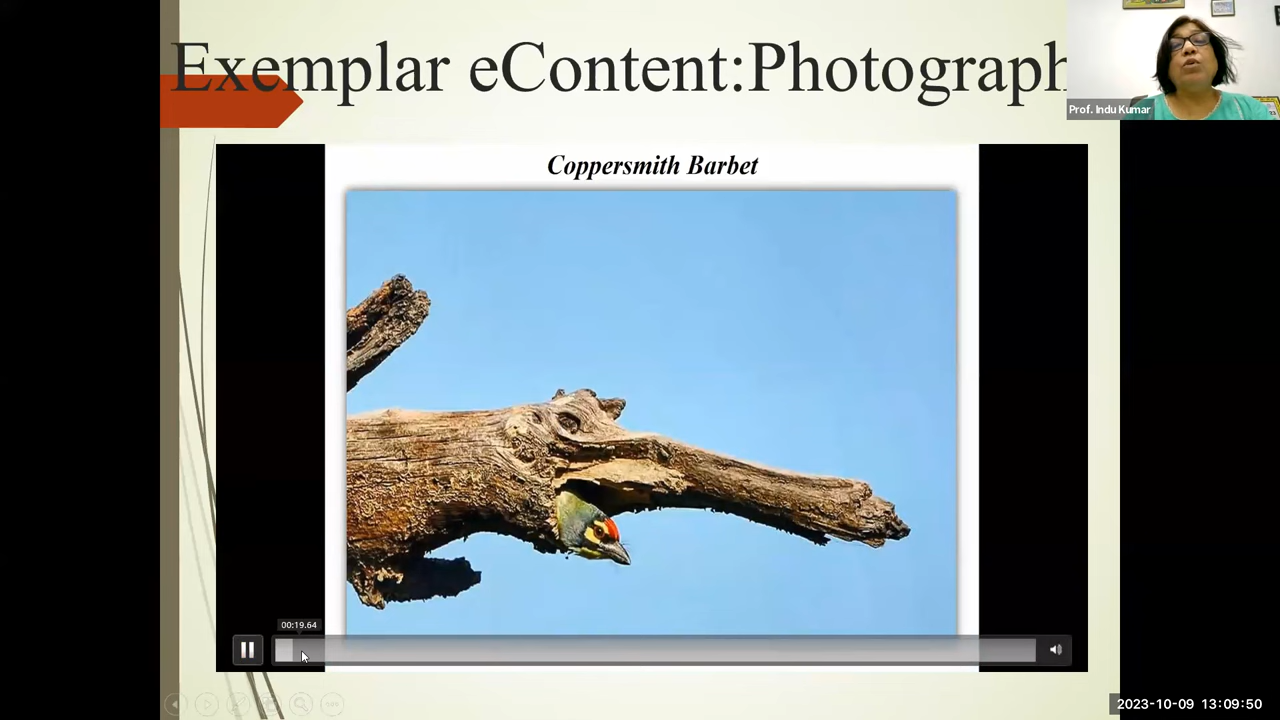 Exemplar eContent:Photograph
Prof. Indu Kumar
Coppersmith Barbet
00:19.64
2023-10-09 13:09:50